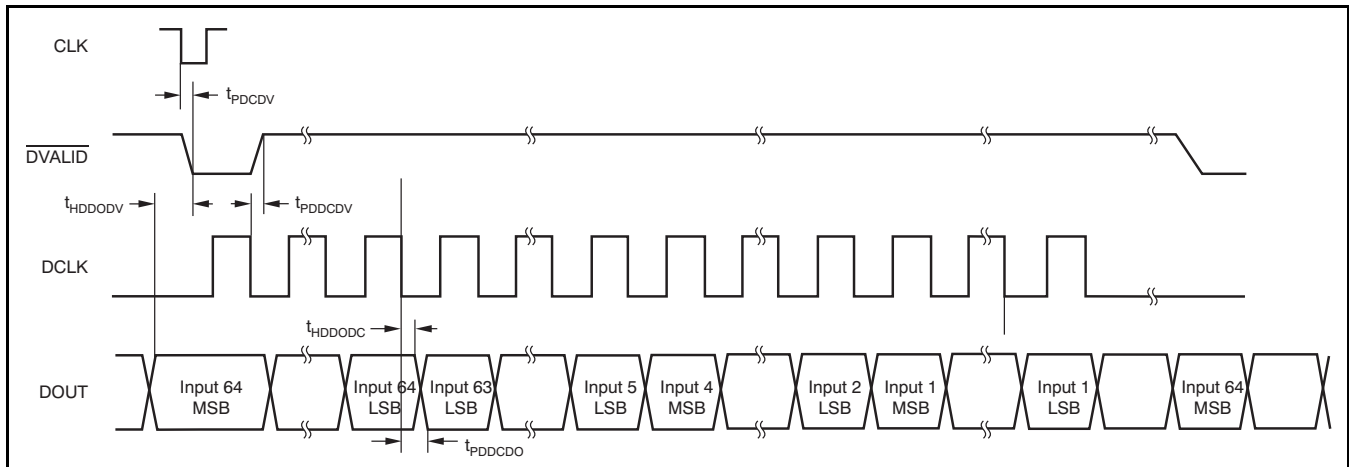 CLK
tPDCDV
DVALID
tHDDODV
tPDDCDV
DCLK
tHDDODC
DOUT
Input 64
MSB
Input 64
LSB
Input 63
LSB
Input 5
LSB
Input 4
MSB
Input 2
LSB
Input 1
MSB
Input 1
LSB
Input 64
MSB
tPDDCDO